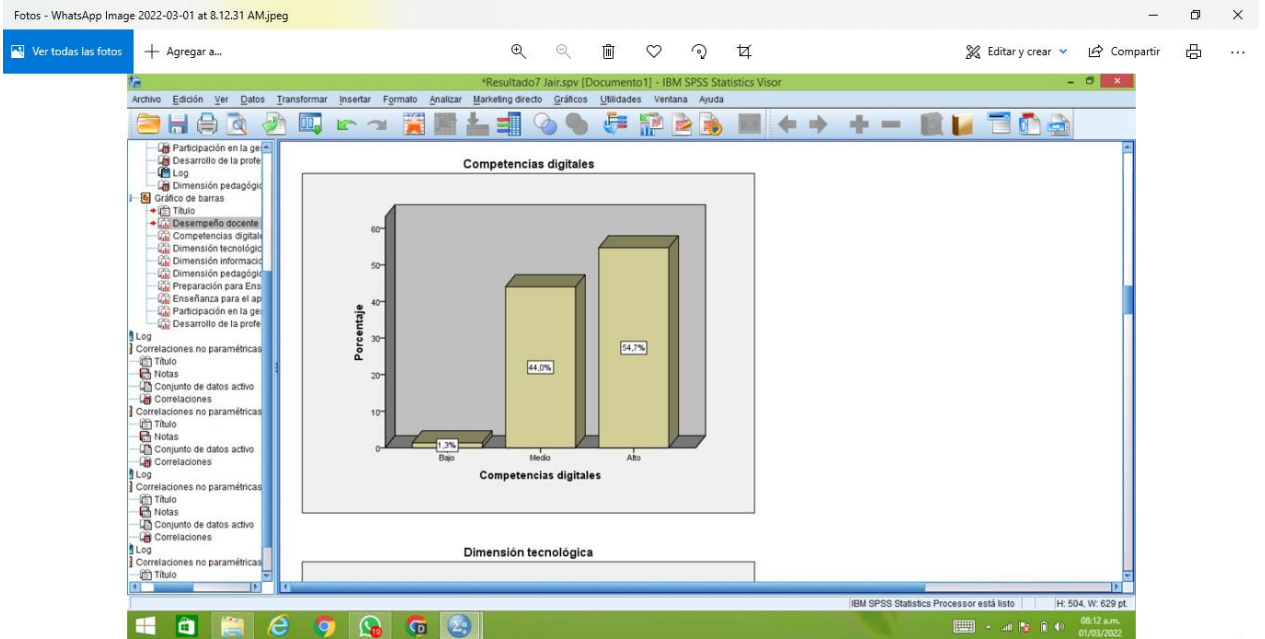 Fotos - WhatsApp Image 2022-03-01 at 8.12.31 AM.jpeg
Ver todas las fotos
Agregar a...
Editar y crear
Compartir
*Resultado7 Jair.spv [Documento1] - IBM SPSS Statistics Visor
Archivo Edición Ver Datos Transformar Insertar Formato Analizar Marketing directo Gráficos Utilidades Ventana Ayuda
Participación en la ges
Desarrollo de la profe
Log
Dimensión pedagógic
Gráfico de barras
Título
Desempeño docente
Competencias digitale
Dimensión tecnológic
Dimensión informacio
Dimensión pedagógic
Preparación para Ens
Enseñanza para el ap
Participación en la ges
Desarrollo de la profe
Log
Correlaciones no paramétricas
Título
Notas
Conjunto de datos activo
Correlaciones
Correlaciones no paramétricas
Título
Notas
Conjunto de datos activo
Correlaciones
Log
Correlaciones no paramétricas
Título
Notas
Conjunto de datos activo
Correlaciones
Log
Correlaciones no paramétricas
Título
Competencias digitales
Porcentaje
60
50
40
30
20
10
0
1,3%
44,0%
54,7%
Bajo Medio Alto
Competencias digitales
Dimensión tecnológica
IBM SPSS Statistics Processor está listo
H: 504, W: 629 pt.
08:12 a.m.
01/03/2022